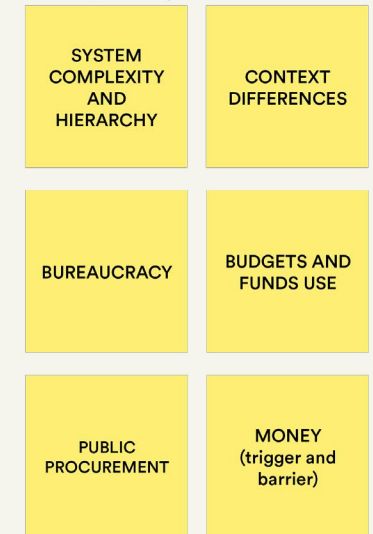 SYSTEM
COMPLEXITY
AND
HIERARCHY
CONTEXT
DIFFERENCES
BUREAUCRACY
BUDGETS AND
FUNDS USE
PUBLIC
PROCUREMENT
MONEY
(trigger and
barrier)